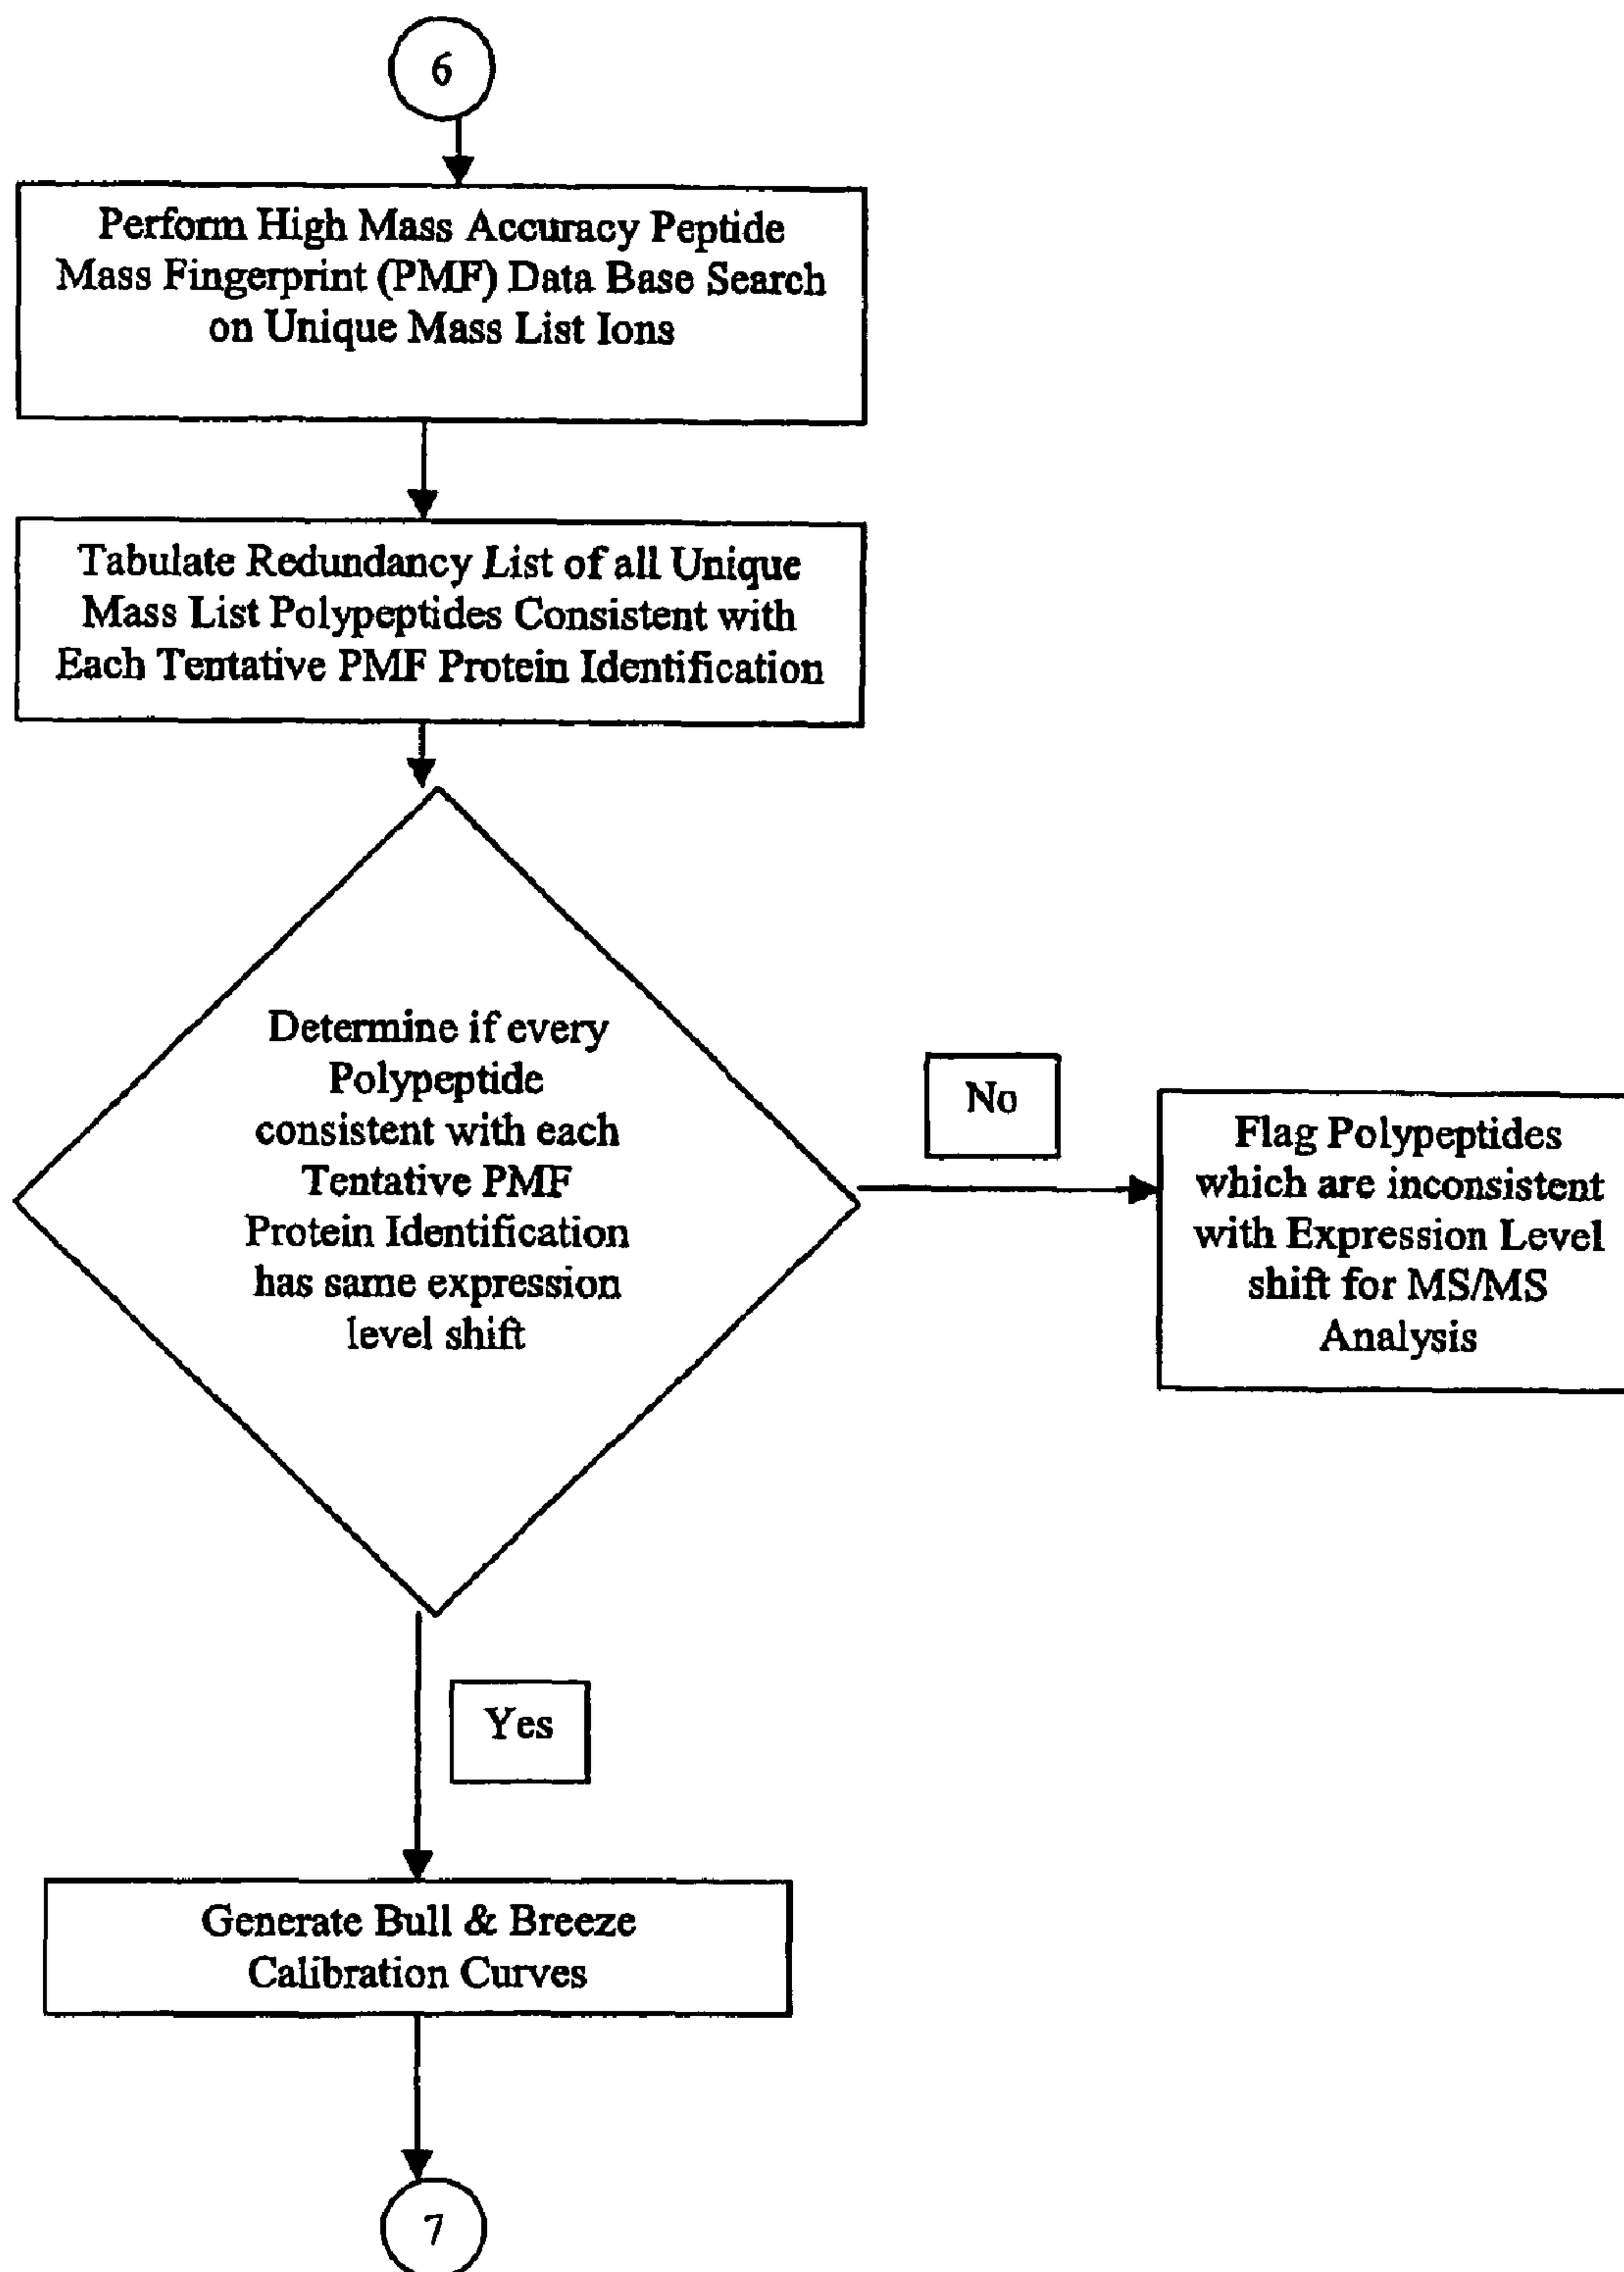 6
Perform High Mass Accuracy Peptide
Mass Fingerprint (PMF) Data Base Search
on Unique Mass List Ions
Tabulate Redundancy List of all Unique
Mass List Polypeptides Consistent with
Each Tentative PMF Protein Identification
Determine if every
Polypeptide
consistent with each
Tentative PMF
Protein Identification
has same expression
level shift
No
Flag Polypeptides
which are inconsistent
with Expression Level
shift for MS/MS
Analysis
Yes
Generate Bull & Breeze
Calibration Curves
7